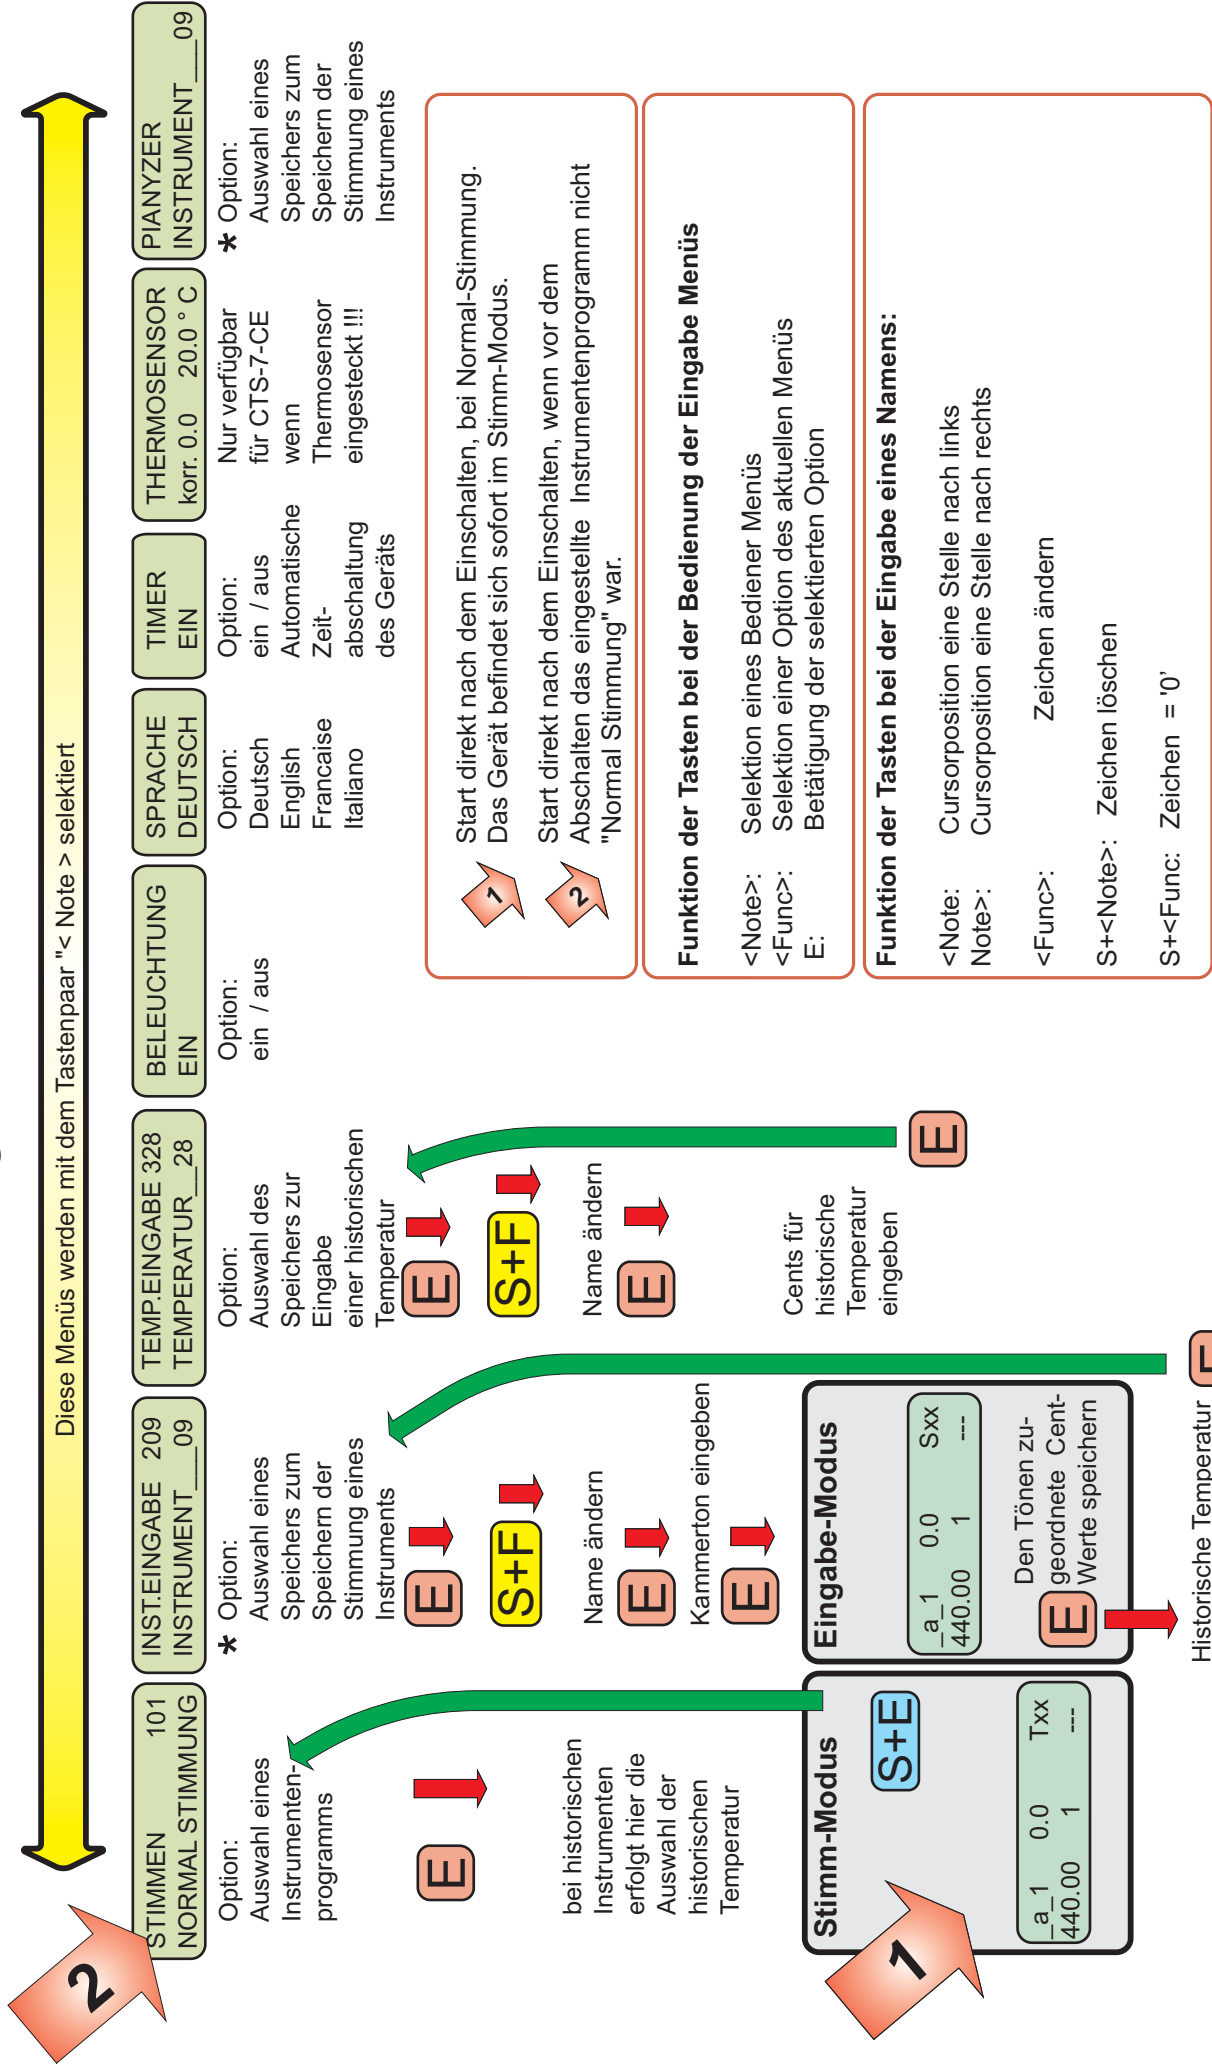 Diese Menüs werden mit dem Tastenpaar "< Note > selektiert
2
STIMMEN 101
NORMAL STIMMUNG
Option:
Auswahl eines
Instrumenten-
programms
E
bei historischen
Instrumenten
erfolgt hier die
Auswahl der
historischen
Temperatur
Stimm-Modus
S+E
1
_a_1 0.0 Txx
440.00 1 ---
INST.EINGABE 209
INSTRUMENT___09
* Option:
Auswahl eines
Speichers zum
Speichern der
Stimmung eines
Instruments
E
S+F
Name ändern
E
Kammerton eingeben
E
Eingabe-Modus
_a_1 0.0 Sxx
440.00 1 ---
Den Tönen zu-
geordnete Cent-
Werte speichern
E
Historische Temperatur
TEMP.EINGABE 328
TEMPERATUR__28
Option:
Auswahl des
Speichers zur
Eingabe
einer historischen
Temperatur
E
S+F
Name ändern
E
Cents für
historische
Temperatur
eingeben
E
BELEUCHTUNG
EIN
Option:
ein / aus
SPRACHE
DEUTSCH
Option:
Deutsch
English
Francaise
Italiano
TIMER
EIN
Option:
ein / aus
Automatische
Zeit-
abschaltung
des Geräts
THERMOSENSOR
korr. 0.0 20.0 ° C
Nur verfügbar
für CTS-7-CE
wenn
Thermosensor
eingesteckt !!!
PIANYZER
INSTRUMENT___09
* Option:
Auswahl eines
Speichers zum
Speichern der
Stimmung eines
Instruments
1
Start direkt nach dem Einschalten, bei Normal-Stimmung.
Das Gerät befindet sich sofort im Stimm-Modus.
2
Start direkt nach dem Einschalten, wenn vor dem
Abschalten das eingestellte Instrumentenprogramm nicht
"Normal Stimmung" war.
Funktion der Tasten bei der Bedienung der Eingabe Menüs
<Note>: Selektion eines Bediener Menüs
<Func>: Selektion einer Option des aktuellen Menüs
E: Betätigung der selektierten Option
Funktion der Tasten bei der Eingabe eines Namens:
<Note: Cursorposition eine Stelle nach links
Note>: Cursorposition eine Stelle nach rechts
<Func>: Zeichen ändern
S+<Note>: Zeichen löschen
S+<Func: Zeichen = '0'